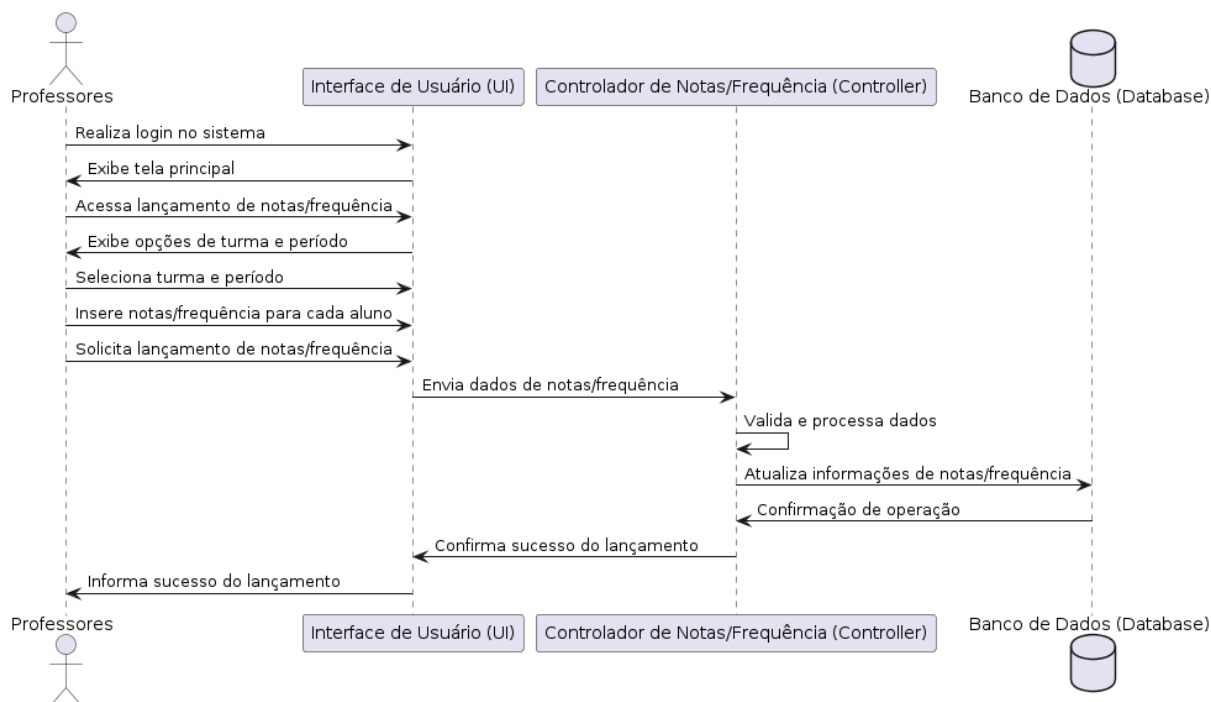 Professores
Interface de Usuário (UI)
Controlador de Notas/Frequência (Controller)
Banco de Dados (Database)
Realiza login no sistema
Exibe tela principal
Acessa lançamento de notas/frequência
Exibe opções de turma e período
Seleciona turma e período
Insere notas/frequência para cada aluno
Solicita lançamento de notas/frequência
Envia dados de notas/frequência
Valida e processa dados
Atualiza informações de notas/frequência
Confirmação de operação
Confirma sucesso do lançamento
Informa sucesso do lançamento
Professores
Interface de Usuário (UI)
Controlador de Notas/Frequência (Controller)
Banco de Dados (Database)